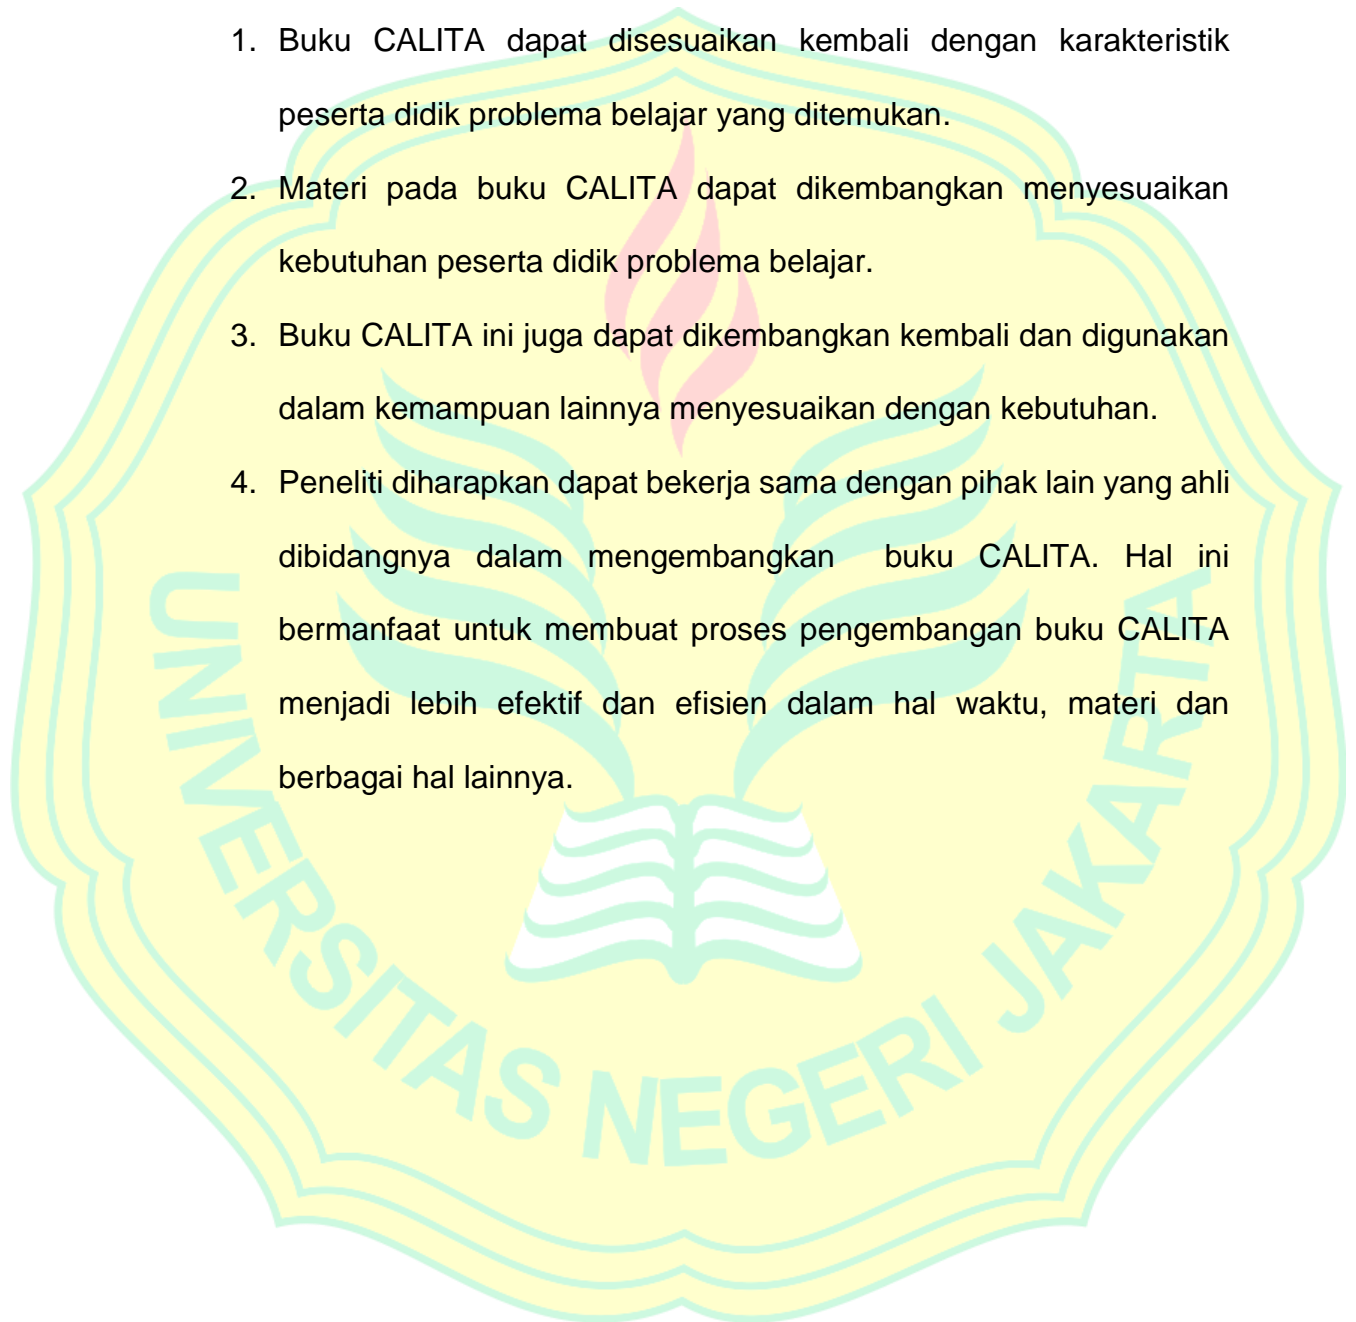 1. Buku CALITA dapat disesuaikan kembali dengan karakteristik
peserta didik problema belajar yang ditemukan.
2. Materi pada buku CALITA dapat dikembangkan menyesuaikan
kebutuhan peserta didik problema belajar.
3. Buku CALITA ini juga dapat dikembangkan kembali dan digunakan
dalam kemampuan lainnya menyesuaikan dengan kebutuhan.
4. Peneliti diharapkan dapat bekerja sama dengan pihak lain yang ahli
dibidangnya dalam mengembangkan buku CALITA. Hal ini
bermanfaat untuk membuat proses pengembangan buku CALITA
menjadi lebih efektif dan efisien dalam hal waktu, materi dan
berbagai hal lainnya.
UNIVERSITAS NEGERI JAKARTA